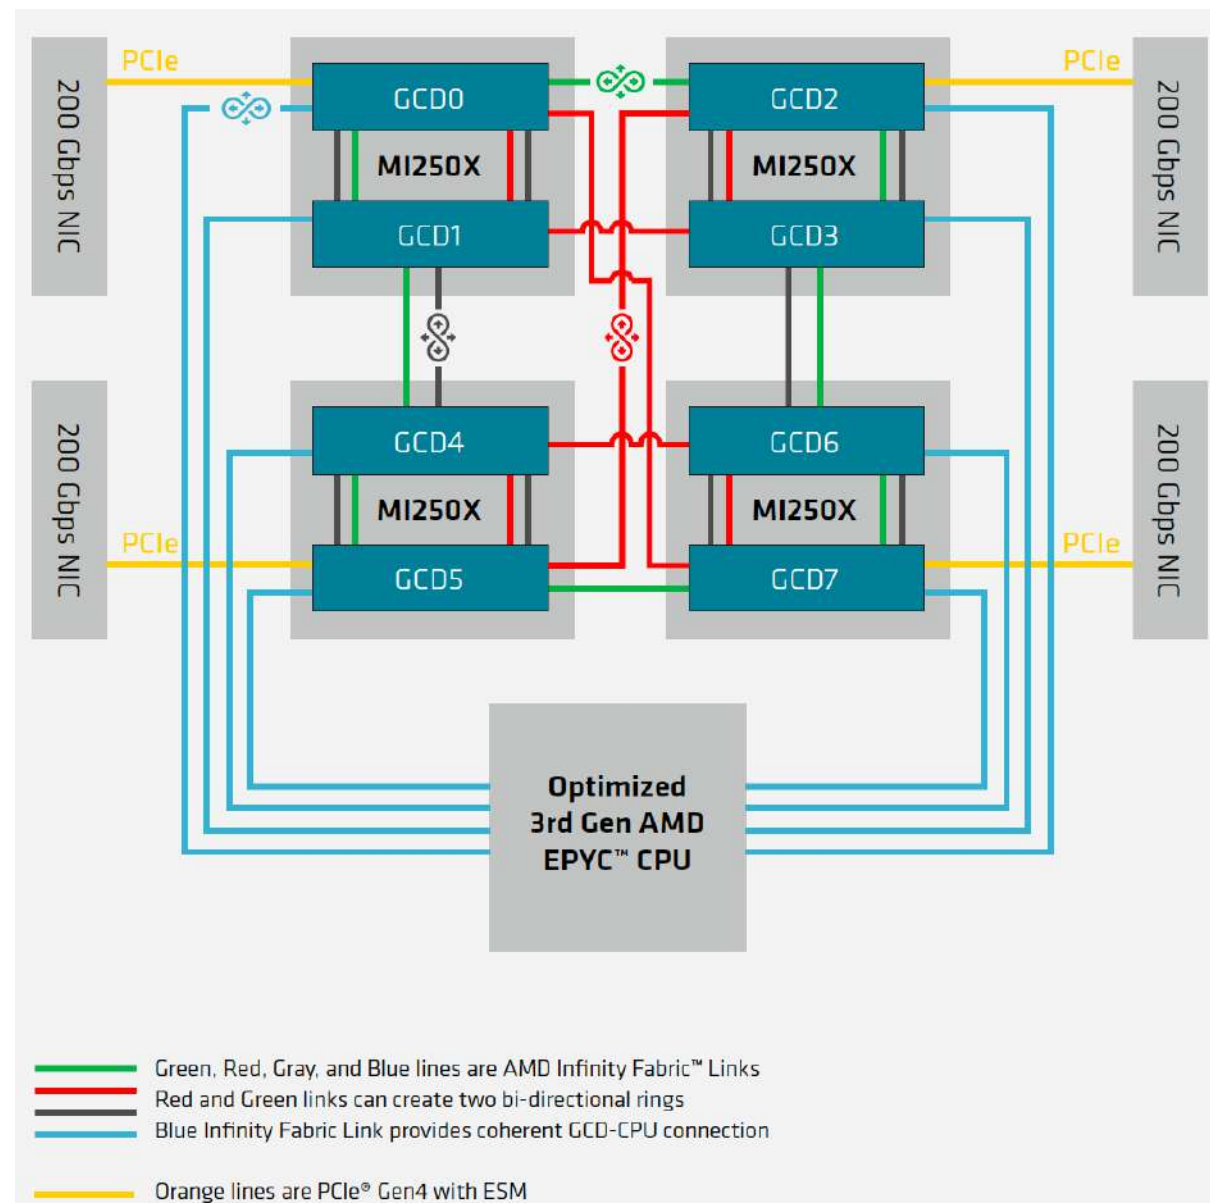 PCIe
PCIe
200 Gbps NIC
GCD0
GCD2
200 Gbps NIC
MI250X
MI250X
GCD1
GCD3
200 Gbps NIC
GCD4
GCD6
200 Gbps NIC
MI250X
MI250X
PCIe
PCIe
GCD5
GCD7
Optimized
3rd Gen AMD
EPYC™ CPU
Green, Red, Gray, and Blue lines are AMD Infinity Fabric™ Links
Red and Green links can create two bi-directional rings
Blue Infinity Fabric Link provides coherent GCD-CPU connection
Orange lines are PCIe® Gen4 with ESM